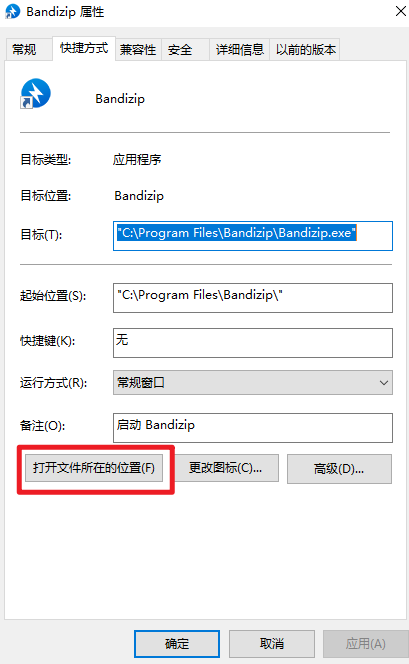 Bandizip 属性
常规 快捷方式 兼容性 安全 详细信息 以前的版本
Bandizip
目标类型: 应用程序
目标位置: Bandizip
目标(T): "C:\Program Files\Bandizip\Bandizip.exe"
起始位置(S): "C:\Program Files\Bandizip\"
快捷键(K): 无
运行方式(R): 常规窗口
备注(O): 启动 Bandizip
打开文件所在的位置(F) 更改图标(C)... 高级(D)...
确定 取消 应用(A)